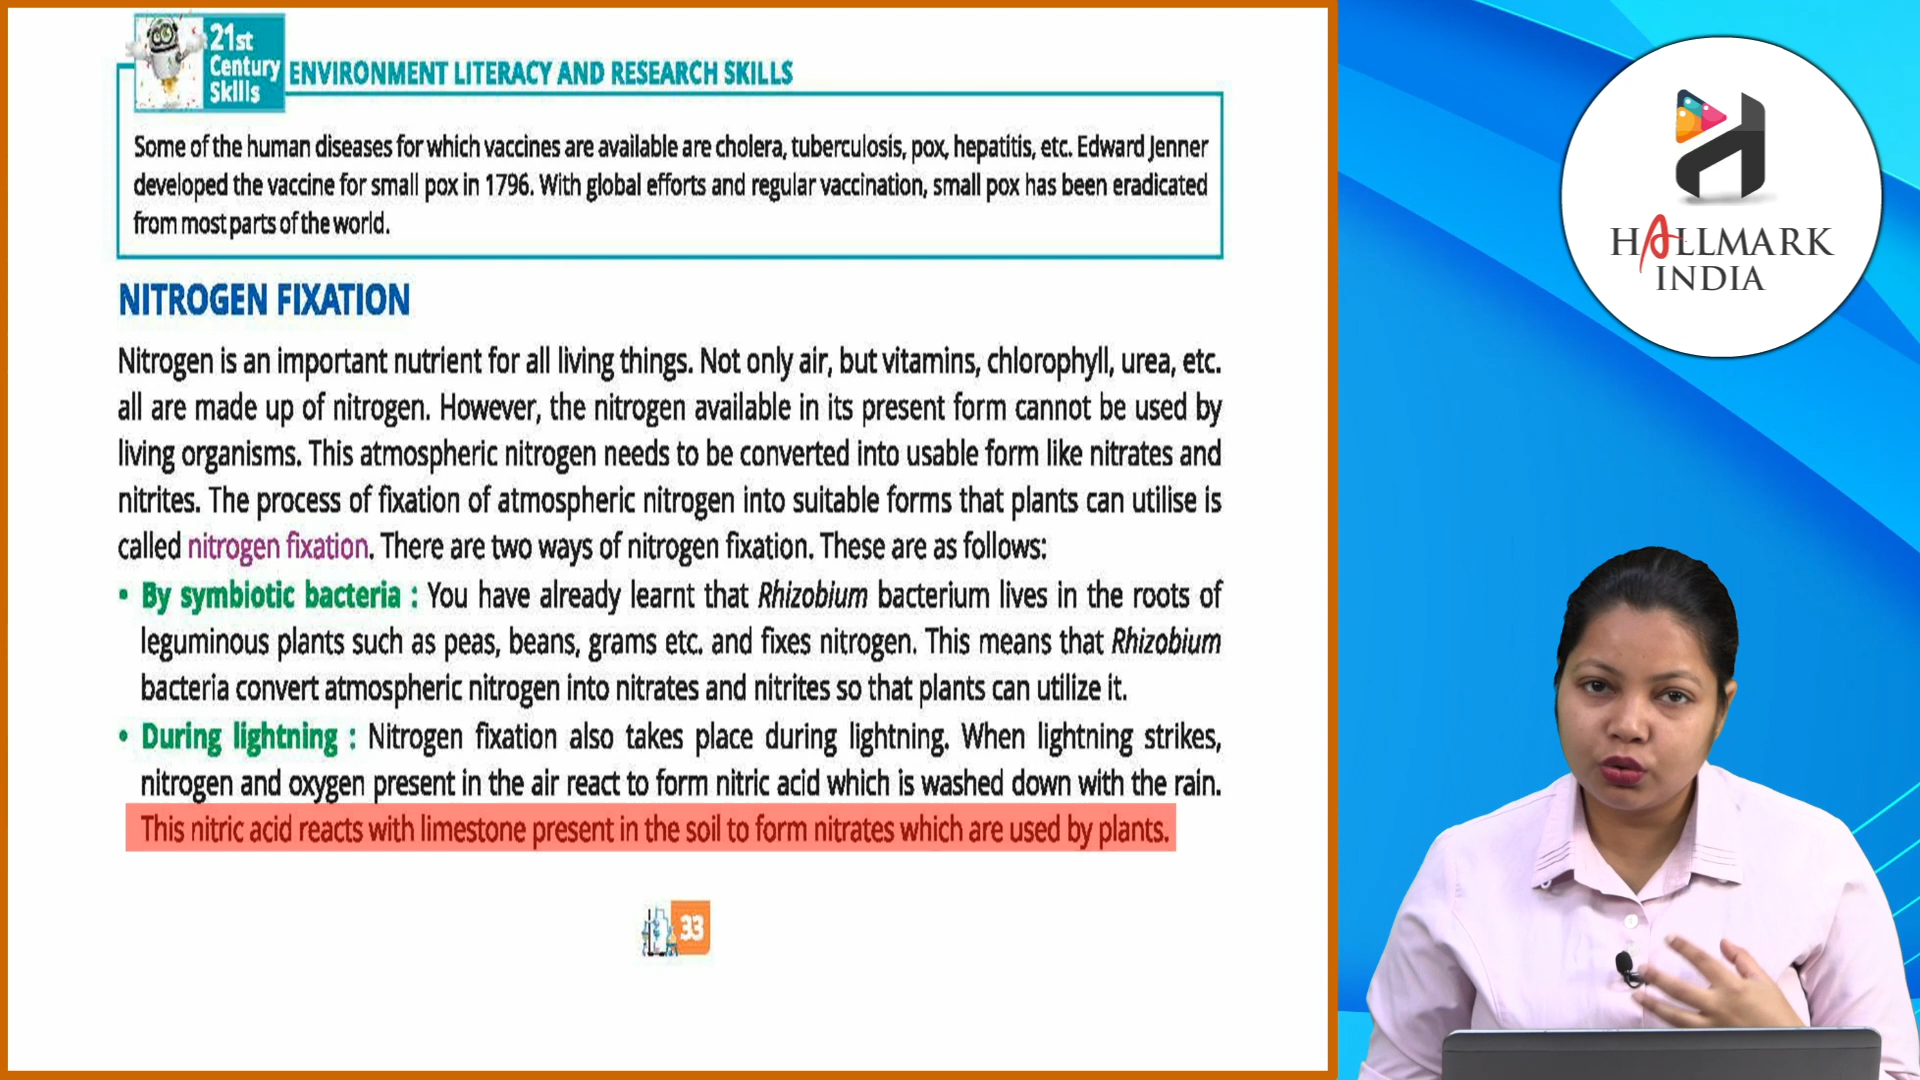 21st
Century
Skills
ENVIRONMENT LITERACY AND RESEARCH SKILLS
Some of the human diseases for which vaccines are available are cholera, tuberculosis, pox, hepatitis, etc. Edward Jenner
developed the vaccine for small pox in 1796. With global efforts and regular vaccination, small pox has been eradicated
from most parts of the world.
NITROGEN FIXATION
Nitrogen is an important nutrient for all living things. Not only air, but vitamins, chlorophyll, urea, etc.
all are made up of nitrogen. However, the nitrogen available in its present form cannot be used by
living organisms. This atmospheric nitrogen needs to be converted into usable form like nitrates and
nitrites. The process of fixation of atmospheric nitrogen into suitable forms that plants can utilise is
called nitrogen fixation. There are two ways of nitrogen fixation. These are as follows:
• By symbiotic bacteria : You have already learnt that Rhizobium bacterium lives in the roots of
leguminous plants such as peas, beans, grams etc. and fixes nitrogen. This means that Rhizobium
bacteria convert atmospheric nitrogen into nitrates and nitrites so that plants can utilize it.
• During lightning : Nitrogen fixation also takes place during lightning. When lightning strikes,
nitrogen and oxygen present in the air react to form nitric acid which is washed down with the rain.
This nitric acid reacts with limestone present in the soil to form nitrates which are used by plants.
33
HALLMARK
INDIA